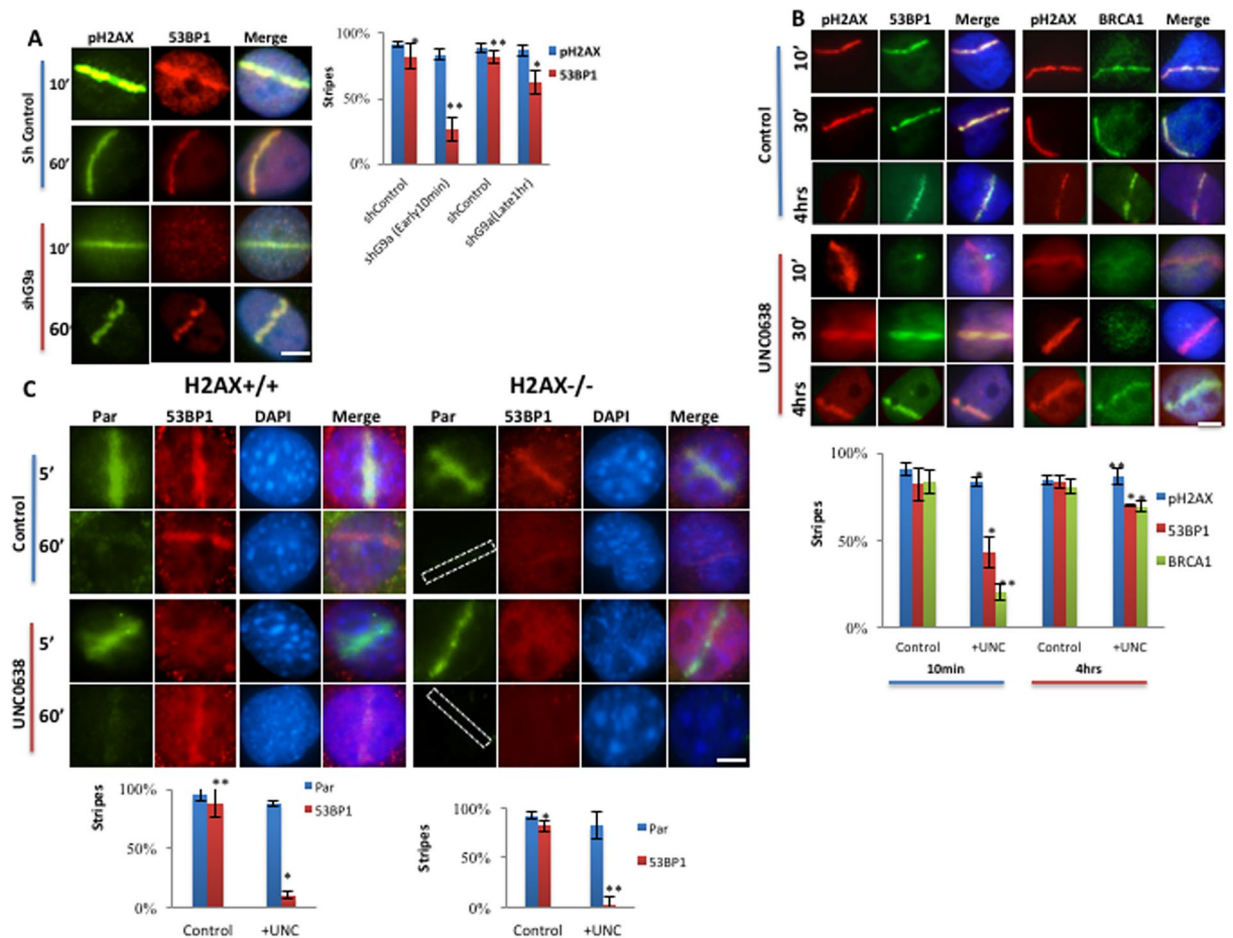 A
pH2AX 53BP1 Merge
Sh Control
10’
60’
shG9a
10’
60’
Stripes
100%
50%
0%
*
**
**
*
pH2AX
53BP1
shControl
shG9a (Early10min)
shControl
shG9a(Late1hr)
B
pH2AX 53BP1 Merge pH2AX BRCA1 Merge
Control
10’
30’
4hrs
UNC0638
10’
30’
4hrs
Stripes
100%
50%
0%
*
*
**
**
* *
pH2AX
53BP1
BRCA1
Control +UNC Control +UNC
10min 4hrs
C
H2AX+/+ H2AX-/-
Par 53BP1 DAPI Merge Par 53BP1 DAPI Merge
Control
5’
60’
UNC0638
5’
60’
Stripes
100%
50%
0%
**
*
Par
53BP1
Control +UNC
Stripes
100%
50%
0%
*
**
Par
53BP1
Control +UNC